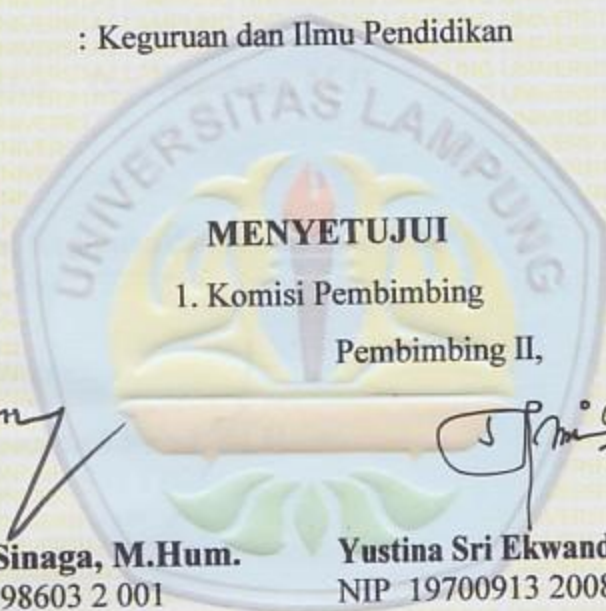 : Keguruan dan Ilmu Pendidikan
UNIVERSITAS LAMPUNG
MENYETUJUI
1. Komisi Pembimbing
Pembimbing II,
Sinaga, M.Hum.
Yustina Sri Ekwand
98603 2 001
NIP 19700913 2008